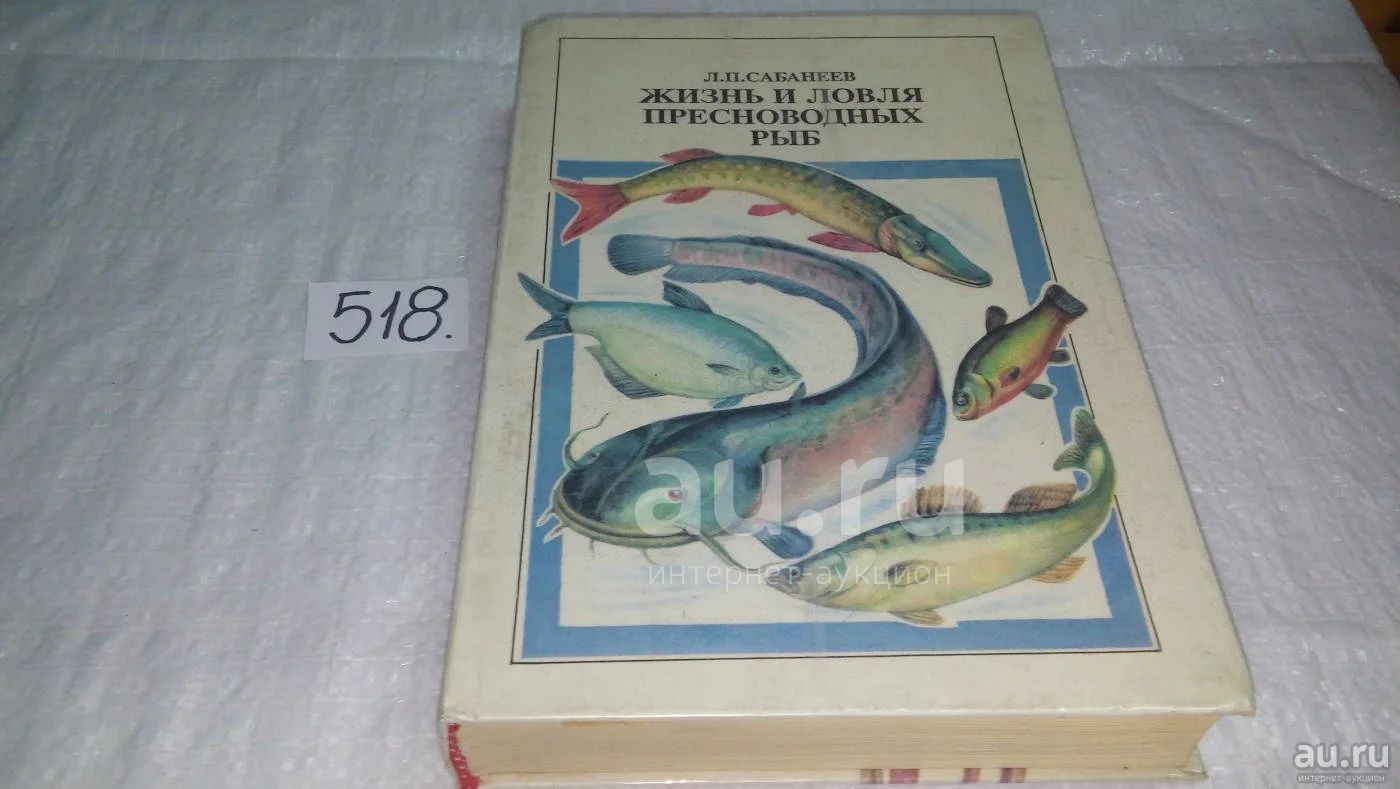 Л.П.САБАНЕЕВ
ЖИЗНЬ И ЛОВЛЯ
ПРЕСНОВОДНЫХ
РЫБ
518.
au.ru
интернет-аукцион
au.ru
интернет-аукцион